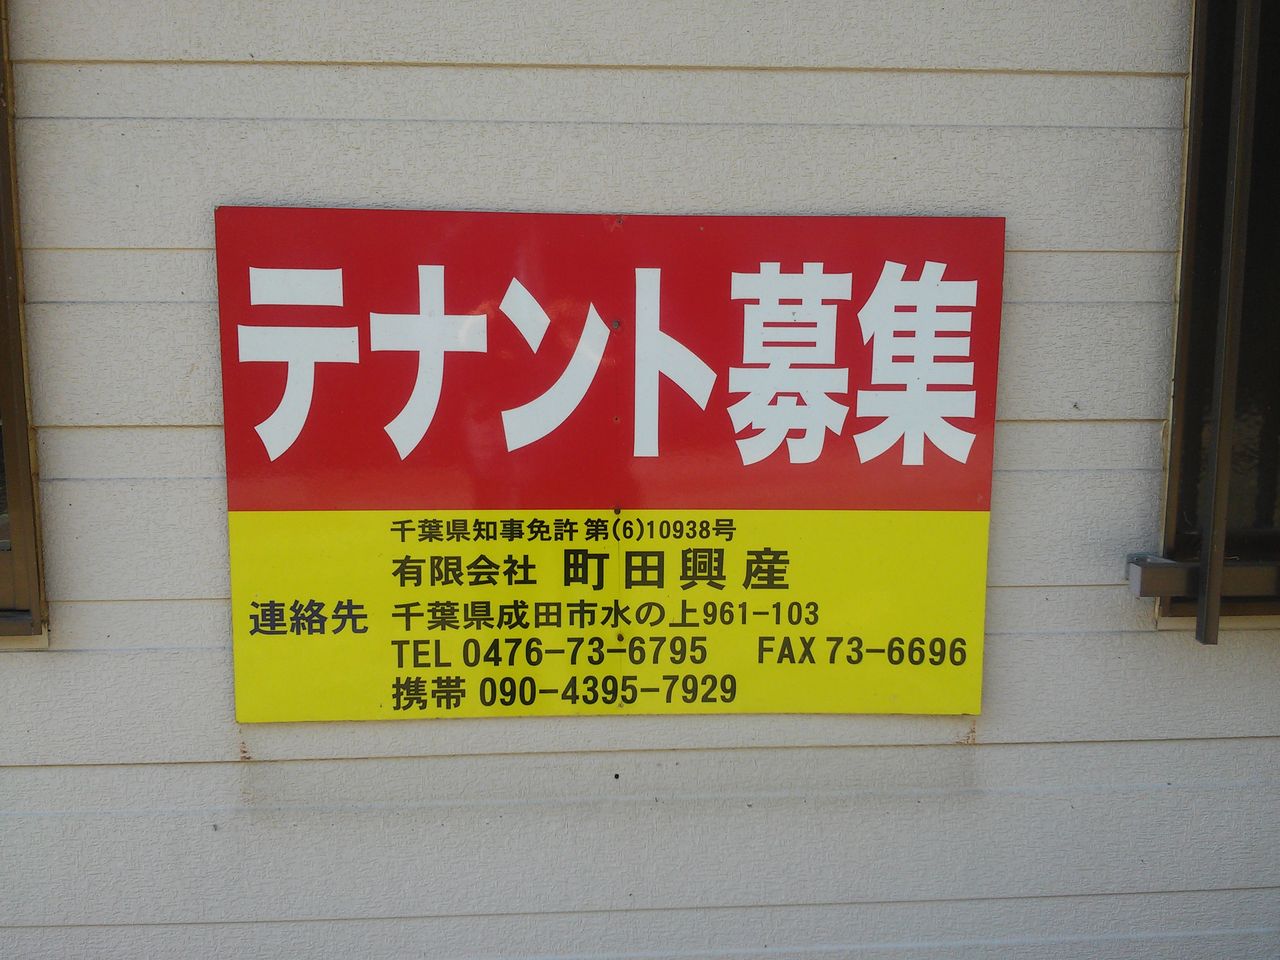 テナント募集
千葉県知事免許 第(6)10938号
有限会社 町田興産
連絡先 千葉県成田市水の上961-103
TEL 0476-73-6795 FAX 73-6696
携帯 090-4395-7929